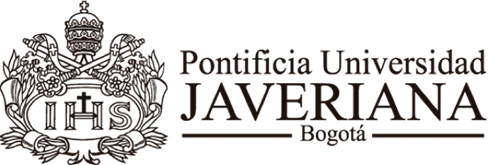 IHS
Pontificia Universidad
JAVERIANA
Bogotá